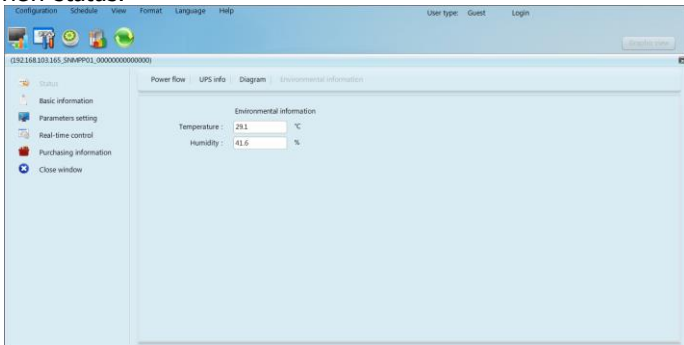 Configuration Schedule View Format Language Help User type: Guest Login
Graphic view
(192.168.103.165_SNMPP01_00000000000000)
Status
Basic information
Parameters setting
Real-time control
Purchasing information
Close window
Power flow UPS info Diagram Environmental information
Environmental information
Temperature : 29.1 ℃
Humidity : 41.6 %